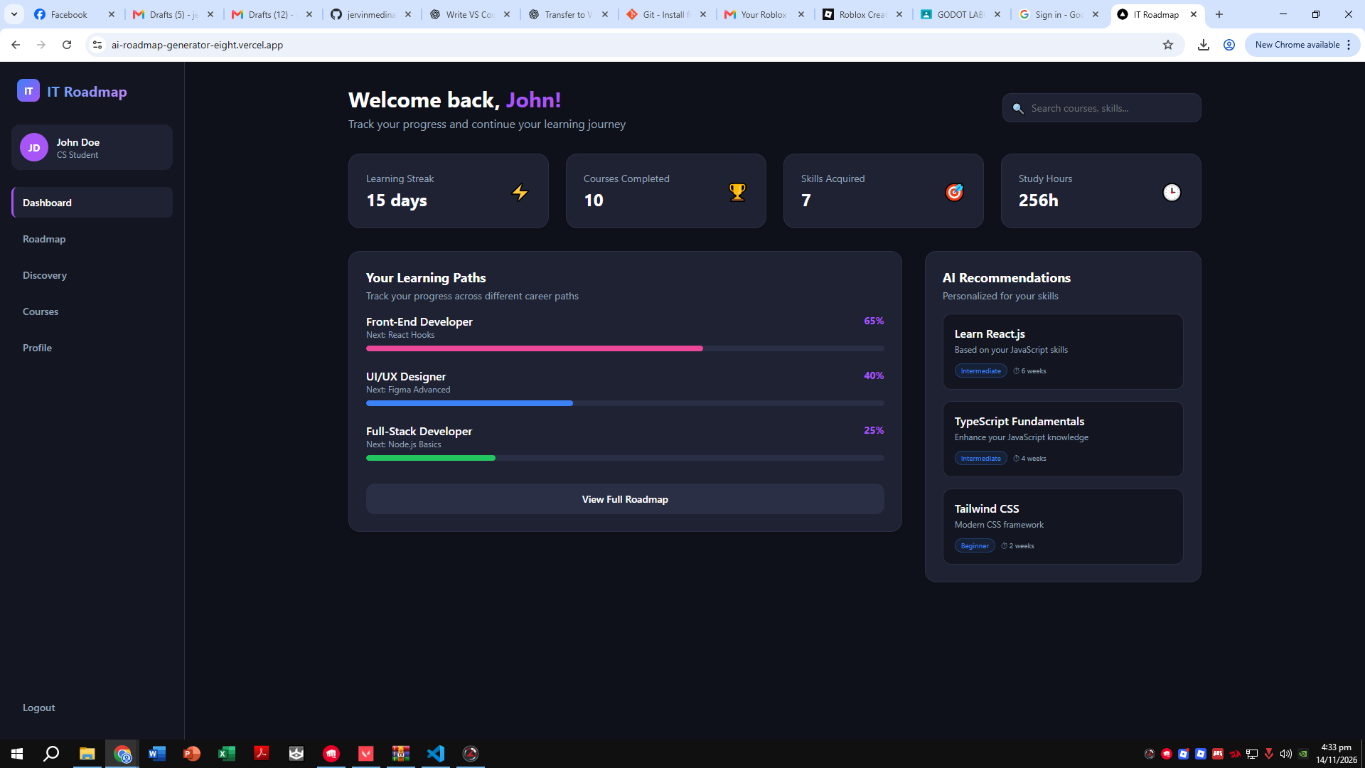 Facebook
Drafts (5) - je
Drafts (12) -
jervinmedina
Write VS Cod
Transfer to V
Git - Install f
Your Roblox
Roblox Creat
GODOT LAB
Sign in - Goo
IT Roadmap
ai-roadmap-generator-eight.vercel.app
New Chrome available
IT
IT Roadmap
JD
John Doe
CS Student
Dashboard
Roadmap
Discovery
Courses
Profile
Logout
Welcome back, John!
Track your progress and continue your learning journey
Search courses, skills...
Learning Streak
15 days
Courses Completed
10
Skills Acquired
7
Study Hours
256h
Your Learning Paths
Track your progress across different career paths
Front-End Developer
65%
Next: React Hooks
UI/UX Designer
40%
Next: Figma Advanced
Full-Stack Developer
25%
Next: Node.js Basics
View Full Roadmap
AI Recommendations
Personalized for your skills
Learn React.js
Based on your JavaScript skills
Intermediate
6 weeks
TypeScript Fundamentals
Enhance your JavaScript knowledge
Intermediate
4 weeks
Tailwind CSS
Modern CSS framework
Beginner
2 weeks
4:33 pm
14/11/2026